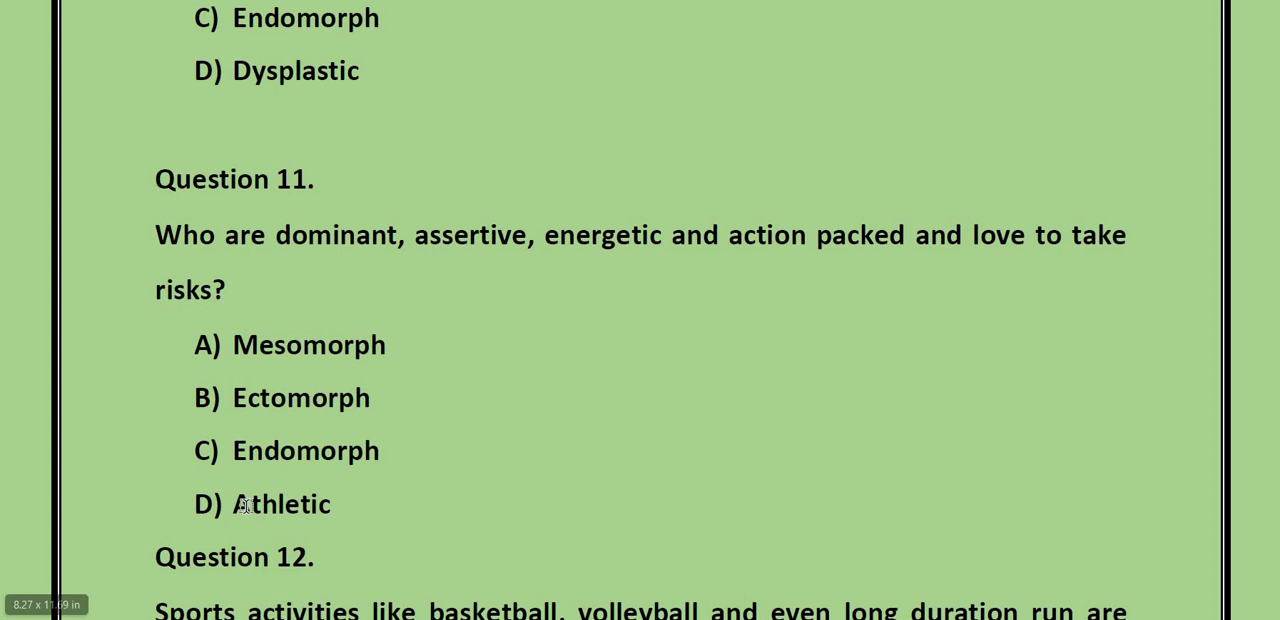 C) Endomorph
D) Dysplastic
Question 11.
Who are dominant, assertive, energetic and action packed and love to take
risks?
A) Mesomorph
B) Ectomorph
C) Endomorph
D) Athletic
Question 12.
8.27 x 11.69 in
Sports activities like basketball, volleyball and even long duration run are